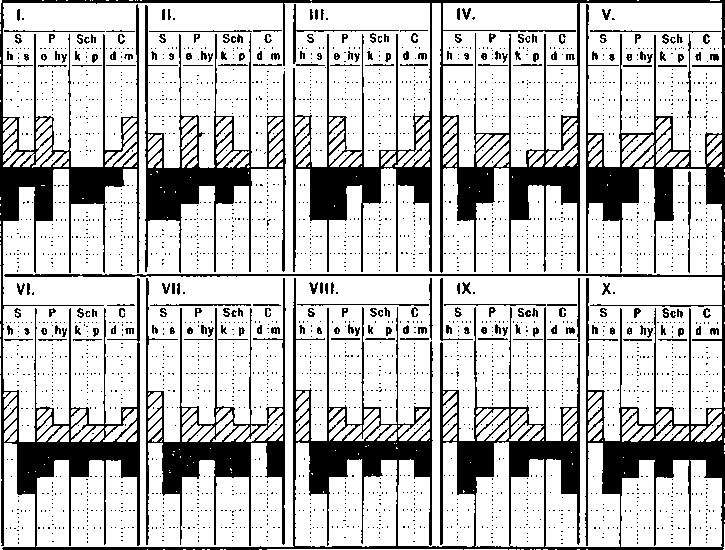 I. II. III. IV. V.
S P Sch C S P Sch C S P Sch C S P Sch C S P Sch C
h s e hy k p d m h s e hy k p d m h s e hy k p d m h s e hy k p d m h s e hy k p d m
VI. VII. VIII. IX. X.
S P Sch C S P Sch C S P Sch C S P Sch C S P Sch C
h s e hy k p d m h s e hy k p d m h s e hy k p d m h s e hy k p d m h s e hy k p d m